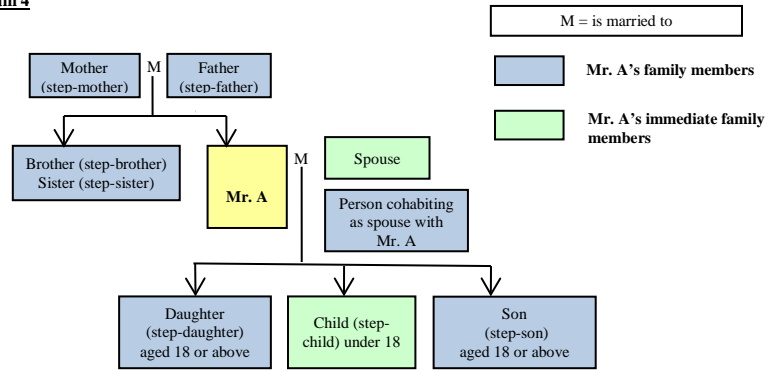 M = is married to
Mother
(step-mother)
M
Father
(step-father)
Mr. A's family members
Mr. A's immediate family
members
Brother (step-brother)
Sister (step-sister)
Mr. A
M
Spouse
Person cohabiting
as spouse with
Mr. A
Daughter
(step-daughter)
aged 18 or above
Child (step-
child) under 18
Son
(step-son)
aged 18 or above